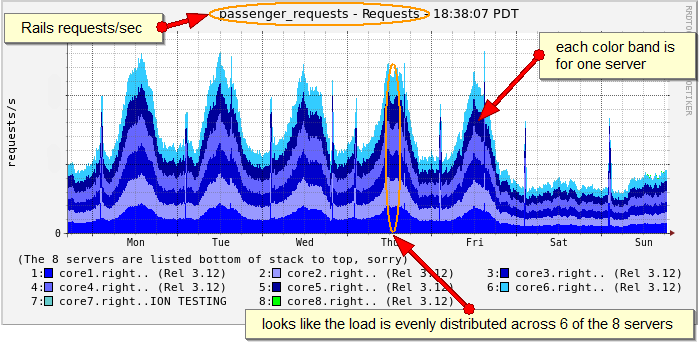 passenger_requests - Requests - 18:38:07 PDT
Rails requests/sec
each color band is
for one server
requests/s
0
Mon Tue Wed Thu Fri Sat Sun
(The 8 servers are listed bottom of stack to top, sorry)
1: core1.right.. (Rel 3.12) 2: core2.right.. (Rel 3.12) 3: core3.right.. (Rel 3.12)
4: core4.right.. (Rel 3.12) 5: core5.right.. (Rel 3.12) 6: core6.right.. (Rel 3.12)
7: core7.right..ION TESTING 8: core8.right.. (Rel 3.12)
looks like the load is evenly distributed across 6 of the 8 servers